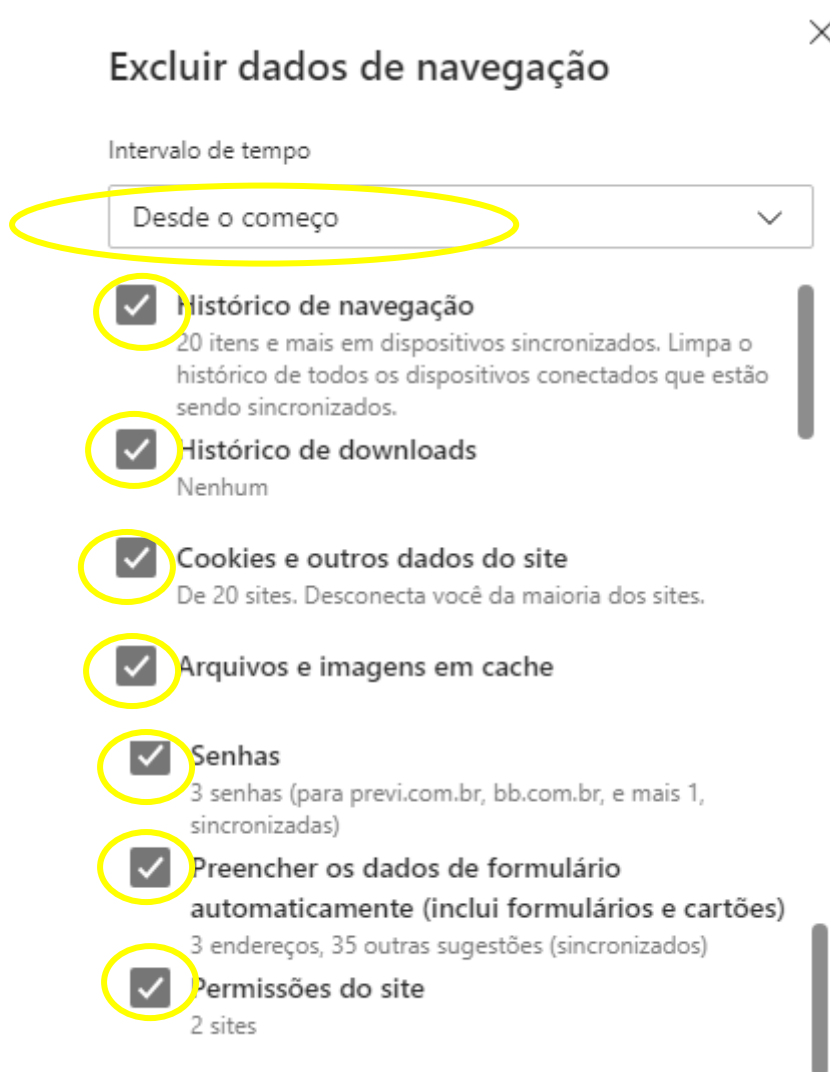 Excluir dados de navegação
Intervalo de tempo
Desde o começo
Histórico de navegação
20 itens e mais em dispositivos sincronizados. Limpa o
histórico de todos os dispositivos conectados que estão
sendo sincronizados.
Histórico de downloads
Nenhum
Cookies e outros dados do site
De 20 sites. Desconecta você da maioria dos sites.
Arquivos e imagens em cache
Senhas
3 senhas (para previ.com.br, bb.com.br, e mais 1,
sincronizadas)
Preencher os dados de formulário
automaticamente (inclui formulários e cartões)
3 endereços, 35 outras sugestões (sincronizados)
Permissões do site
2 sites